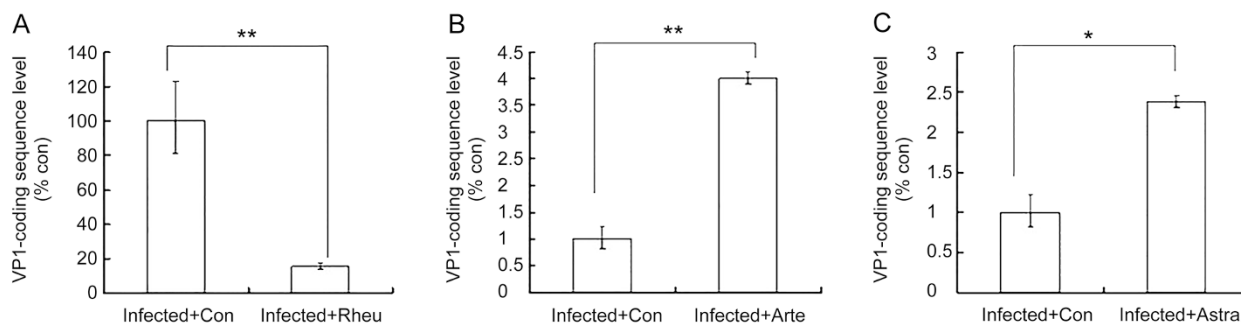 A
**
VP1-coding sequence level
(% con)
140
120
100
80
60
40
20
0
Infected+Con
Infected+Rheu
B
**
VP1-coding sequence level
(% con)
4.5
4
3.5
3
2.5
2
1.5
1
0.5
0
Infected+Con
Infected+Arte
C
*
VP1-coding sequence level
(% con)
3
2.5
2
1.5
1
0.5
0
Infected+Con
Infected+Astra